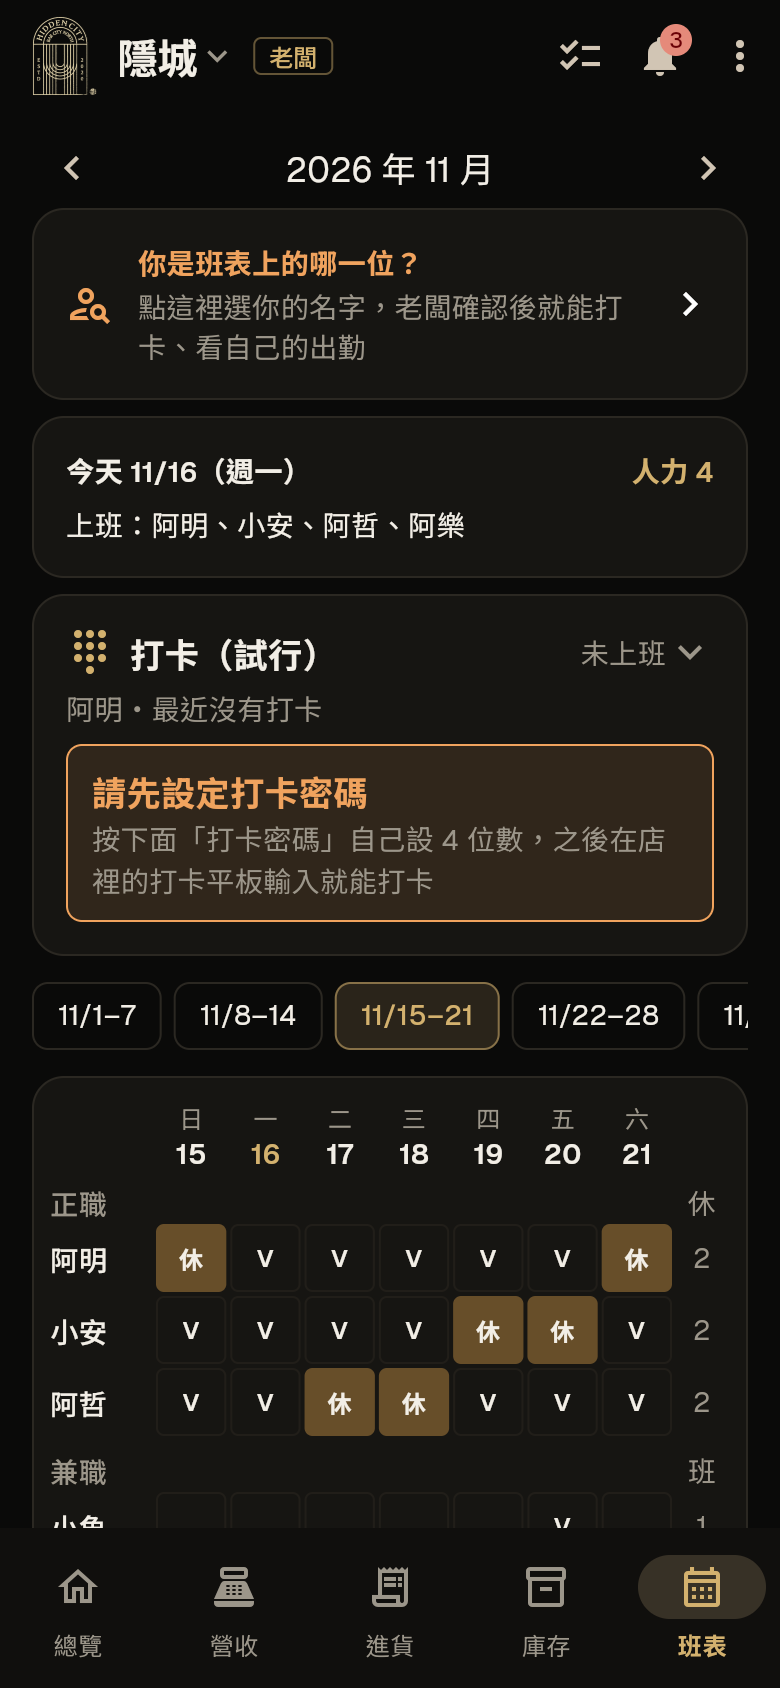 HIDDENCITY
隱城
老闆
3
2026 年 11 月
你是班表上的哪一位？
點這裡選你的名字，老闆確認後就能打
卡、看自己的出勤
今天 11/16（週一）
人力 4
上班：阿明、小安、阿哲、阿樂
打卡（試行）
未上班
阿明・最近沒有打卡
請先設定打卡密碼
按下面「打卡密碼」自己設 4 位數，之後在店
裡的打卡平板輸入就能打卡
11/1–7
11/8–14
11/15–21
11/22–28
11/
日 一 二 三 四 五 六
15 16 17 18 19 20 21
正職 休
阿明 休 V V V V V 休 2
小安 V V V V 休 休 V 2
阿哲 V V 休 休 V V V 2
兼職 班
小魚 V 1
總覽
營收
進貨
庫存
班表